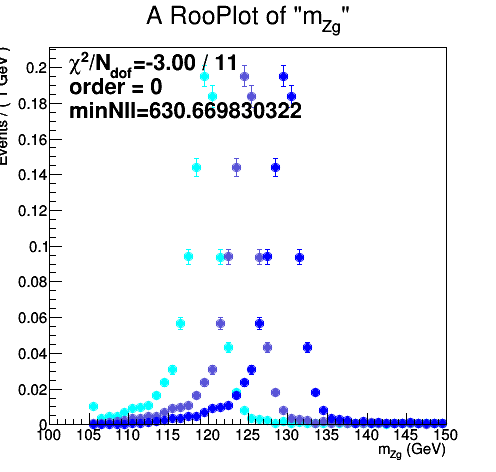 A RooPlot of "m_Zg"
χ²/N_dof=-3.00 / 11
order = 0
minNll=630.669830322
Events / ( 1 GeV )
0.2
0.18
0.16
0.14
0.12
0.1
0.08
0.06
0.04
0.02
0
100 105 110 115 120 125 130 135 140 145 150
m_Zg (GeV)